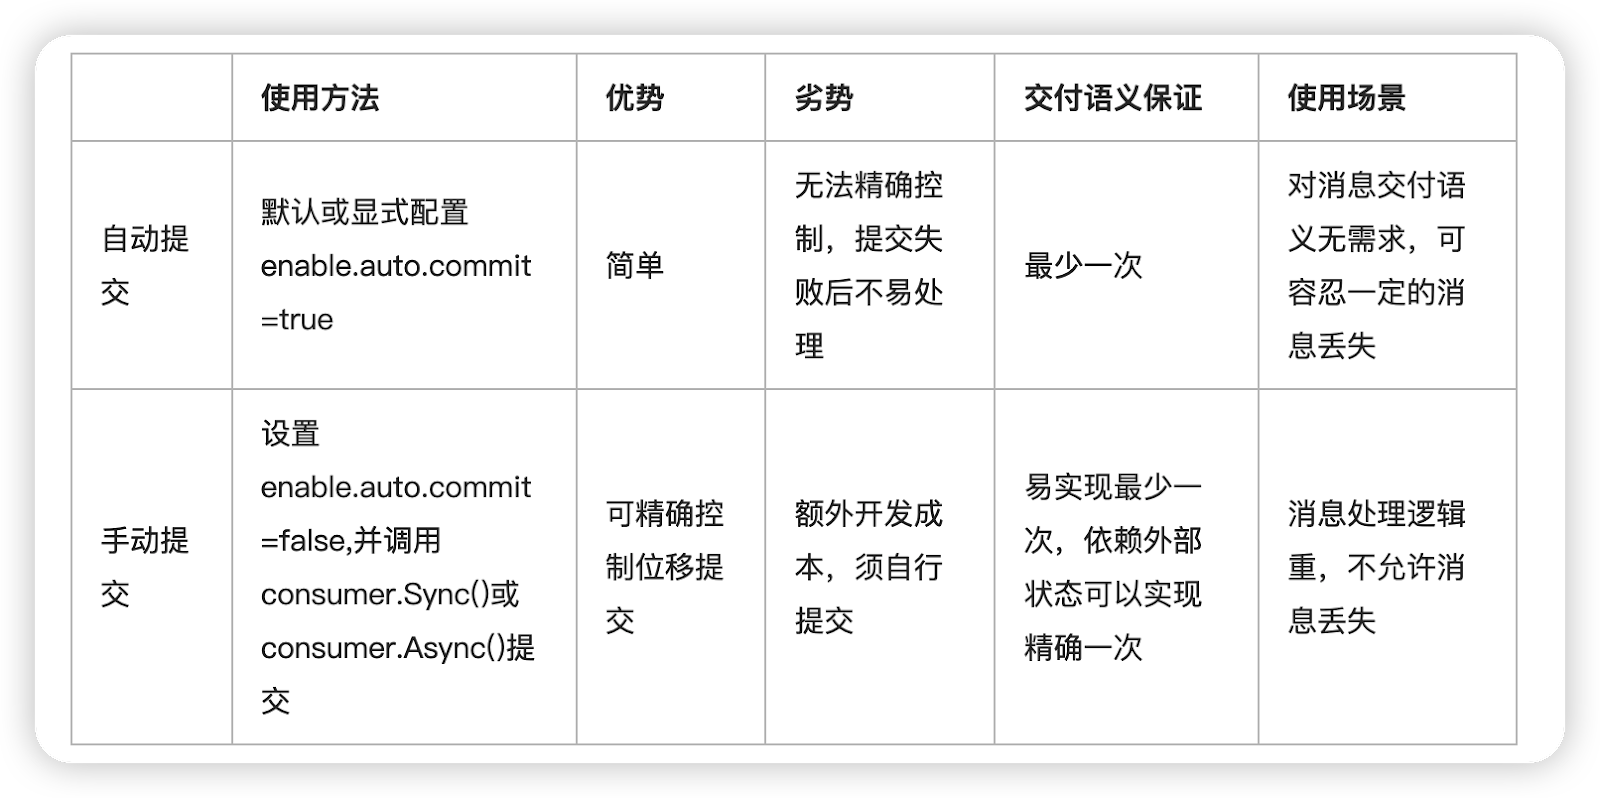 使用方法
优势
劣势
交付语义保证
使用场景
自动提
交
默认或显式配置
enable.auto.commit
=true
简单
无法精确控
制，提交失
败后不易处
理
最少一次
对消息交付语
义无需求，可
容忍一定的消
息丢失
手动提
交
设置
enable.auto.commit
=false,并调用
consumer.Sync()或
consumer.Async()提
交
可精确控
制位移提
交
额外开发成
本，须自行
提交
易实现最少一
次，依赖外部
状态可以实现
精确一次
消息处理逻辑
重，不允许消
息丢失